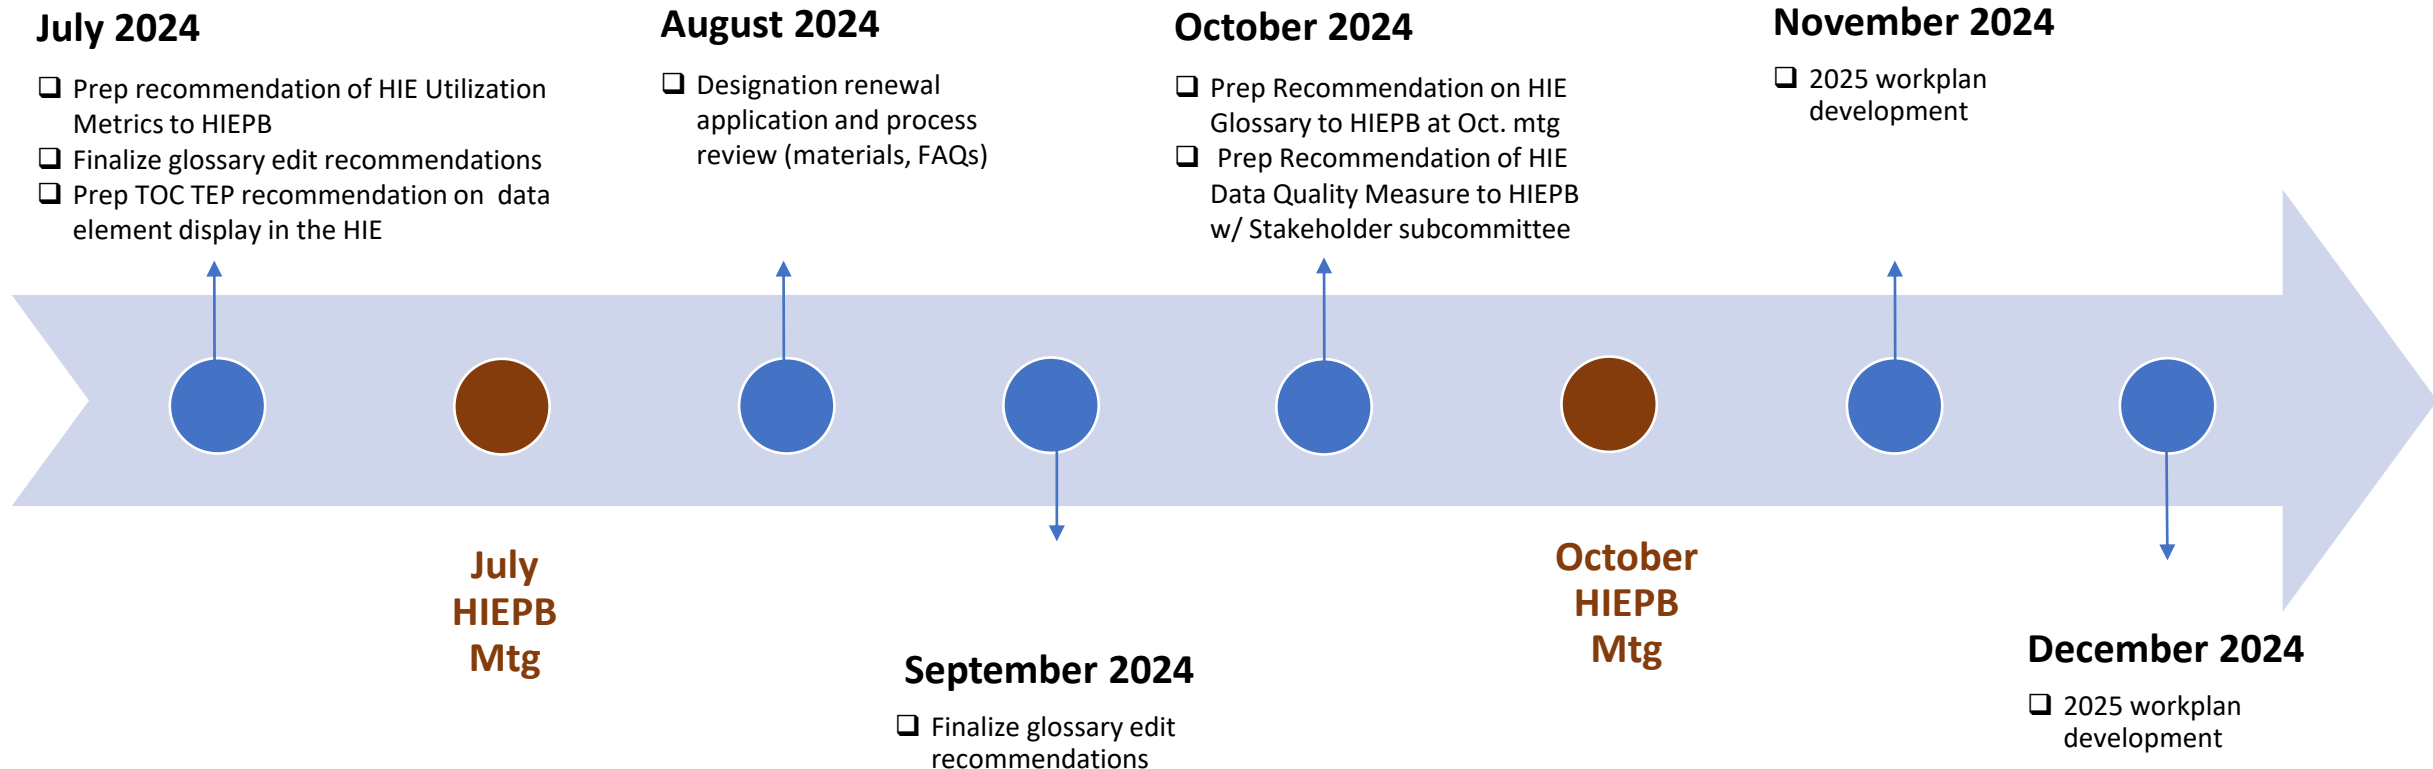 July 2024
❑ Prep recommendation of HIE Utilization
Metrics to HIEPB
❑ Finalize glossary edit recommendations
❑ Prep TOC TEP recommendation on data
element display in the HIE
August 2024
❑ Designation renewal
application and process
review (materials, FAQs)
October 2024
❑ Prep Recommendation on HIE
Glossary to HIEPB at Oct. mtg
❑ Prep Recommendation of HIE
Data Quality Measure to HIEPB
w/ Stakeholder subcommittee
November 2024
❑ 2025 workplan
development
July
HIEPB
Mtg
September 2024
❑ Finalize glossary edit
recommendations
October
HIEPB
Mtg
December 2024
❑ 2025 workplan
development